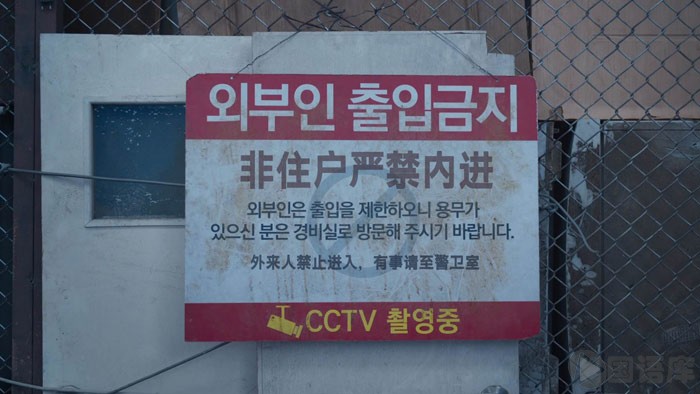 외부인 출입금지
非住户严禁内进
외부인은 출입을 제한하오니 용무가
있으신 분은 경비실로 방문해 주시기 바랍니다.
外来人禁止进入，有事请至警卫室
CCTV 촬영중
国语库